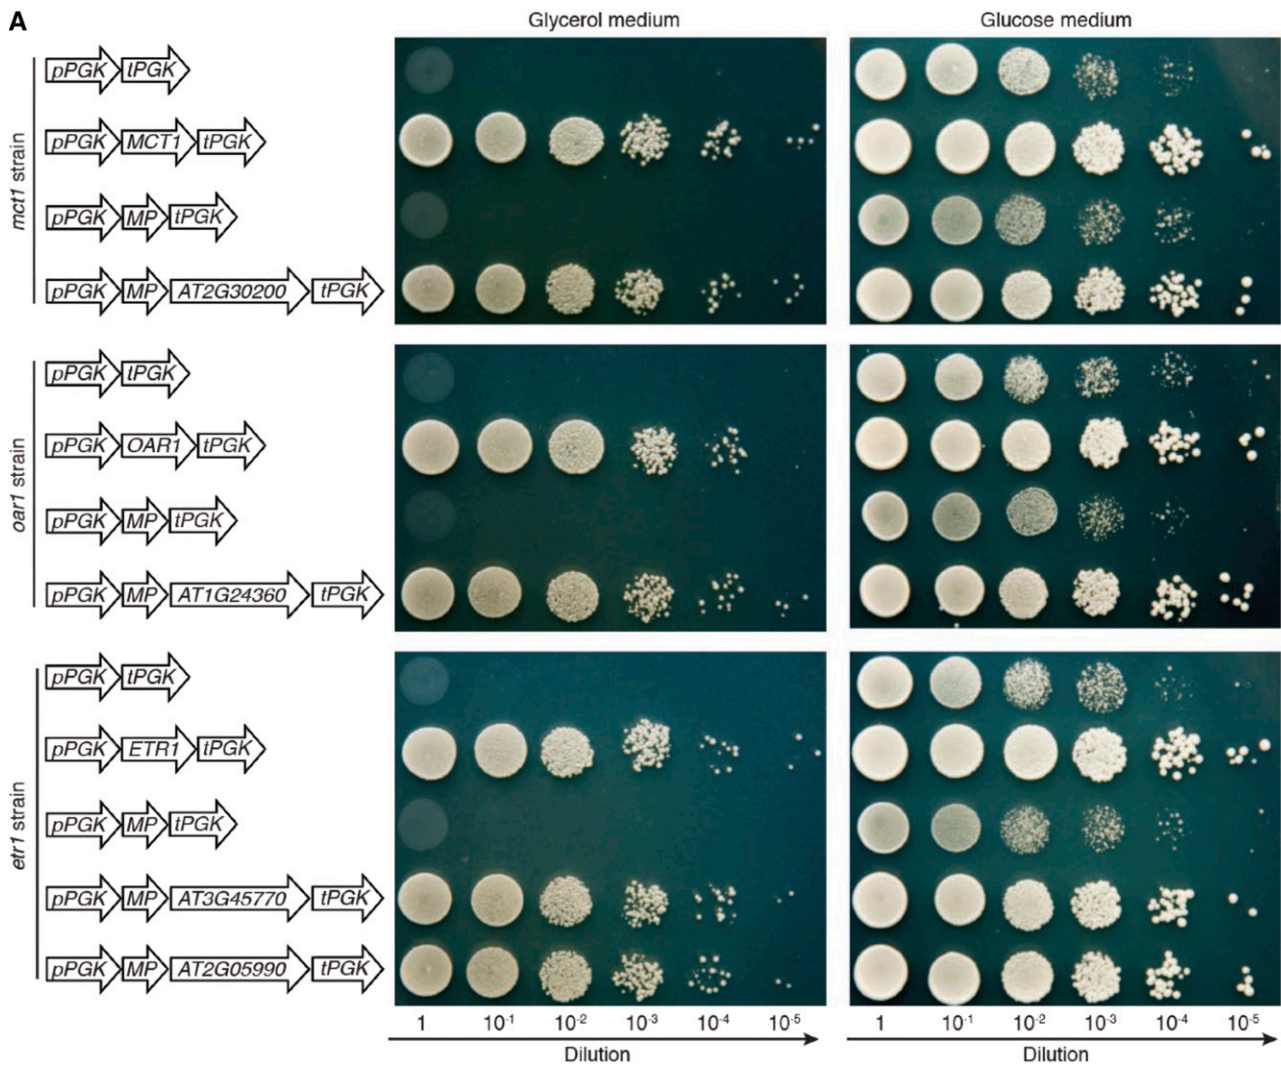 A
Glycerol medium
Glucose medium
mct1 strain
pPGK tPGK
pPGK MCT1 tPGK
pPGK MP tPGK
pPGK MP AT2G30200 tPGK
oar1 strain
pPGK tPGK
pPGK OAR1 tPGK
pPGK MP tPGK
pPGK MP AT1G24360 tPGK
etr1 strain
pPGK tPGK
pPGK ETR1 tPGK
pPGK MP tPGK
pPGK MP AT3G45770 tPGK
pPGK MP AT2G05990 tPGK
1 10⁻¹ 10⁻² 10⁻³ 10⁻⁴ 10⁻⁵
Dilution
1 10⁻¹ 10⁻² 10⁻³ 10⁻⁴ 10⁻⁵
Dilution